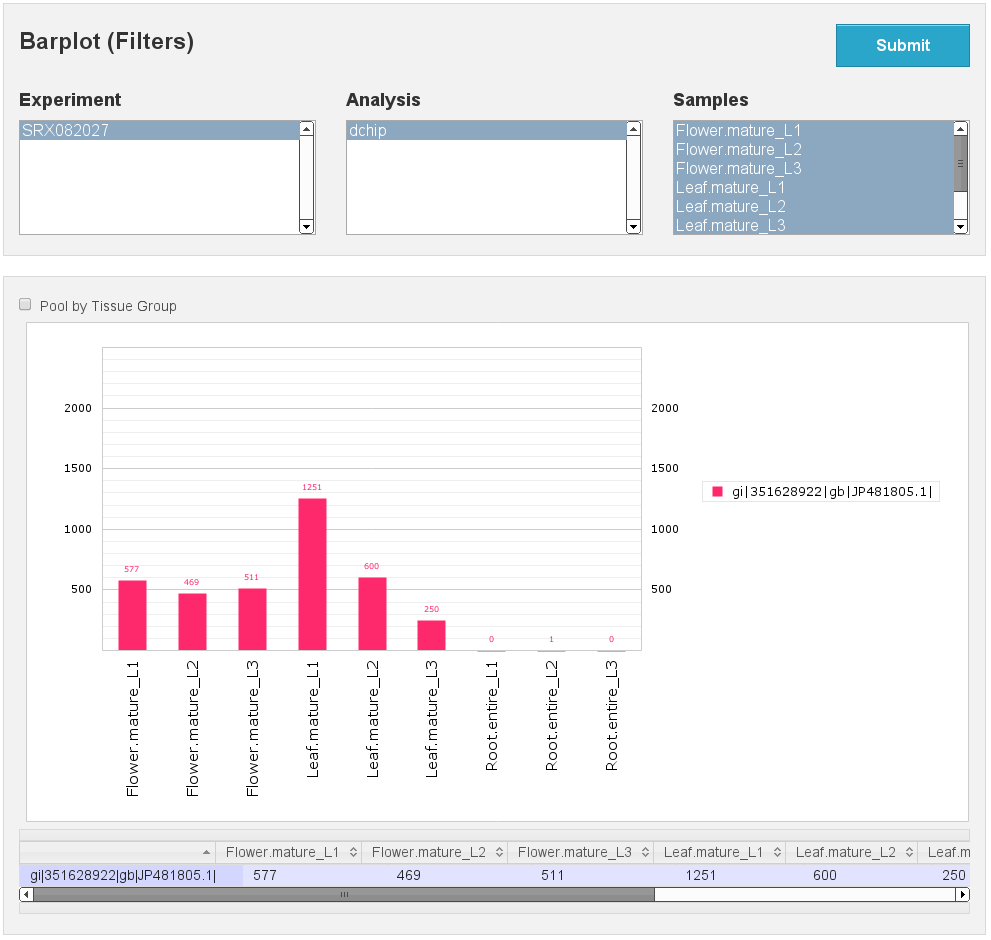 Barplot (Filters)
Submit
Experiment
Analysis
Samples
SRX082027
dchip
Flower.mature_L1
Flower.mature_L2
Flower.mature_L3
Leaf.mature_L1
Leaf.mature_L2
Leaf.mature_L3
Pool by Tissue Group
2000 2000
1500 1500
1251
gi|351628922|gb|JP481805.1|
1000 1000
577 469 511 600
500 500
250
0 1 0
Flower.mature_L1
Flower.mature_L2
Flower.mature_L3
Leaf.mature_L1
Leaf.mature_L2
Leaf.mature_L3
Root.entire_L1
Root.entire_L2
Root.entire_L3
Flower.mature_L1 Flower.mature_L2 Flower.mature_L3 Leaf.mature_L1 Leaf.mature_L2 Leaf.m
gi|351628922|gb|JP481805.1| 577 469 511 1251 600 250